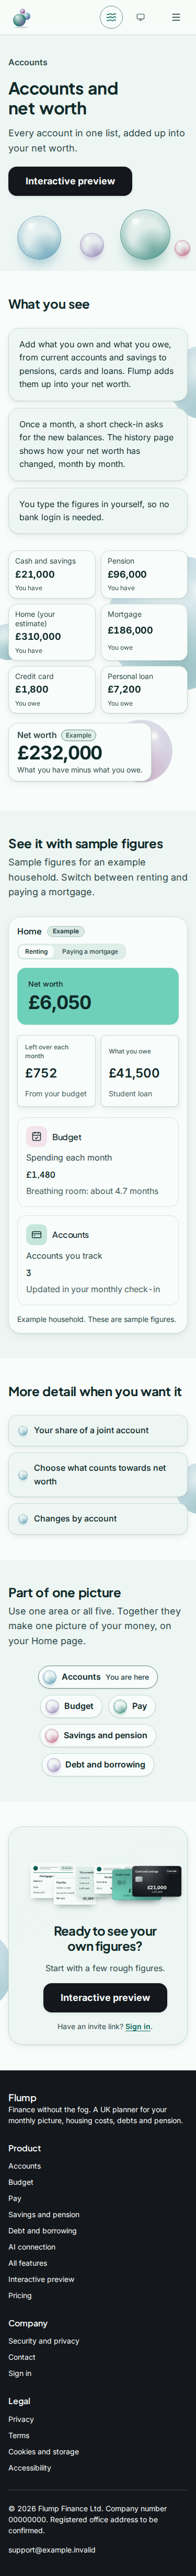 Accounts
Accounts and
net worth
Every account in one list, added up into
your net worth.
Interactive preview
What you see
Add what you own and what you owe,
from current accounts and savings to
pensions, cards and loans. Flump adds
them up into your net worth.
Once a month, a short check-in asks
for the new balances. The history page
shows how your net worth has
changed, month by month.
You type the figures in yourself, so no
bank login is needed.
Cash and savings
£21,000
You have
Pension
£96,000
You have
Home (your
estimate)
£310,000
You have
Mortgage
£186,000
You owe
Credit card
£1,800
You owe
Personal loan
£7,200
You owe
Net worth Example
£232,000
What you have minus what you owe.
See it with sample figures
Sample figures for an example
household. Switch between renting and
paying a mortgage.
Home Example
Renting Paying a mortgage
Net worth
£6,050
Left over each
month
£752
From your budget
What you owe
£41,500
Student loan
Budget
Spending each month
£1,480
Breathing room: about 4.7 months
Accounts
Accounts you track
3
Updated in your monthly check-in
Example household. These are sample figures.
More detail when you want it
Your share of a joint account
Choose what counts towards net
worth
Changes by account
Part of one picture
Use one area or all five. Together they
make one picture of your money, on
your Home page.
Accounts You are here
Budget
Pay
Savings and pension
Debt and borrowing
£21,000
Ready to see your
own figures?
Start with a few rough figures.
Interactive preview
Have an invite link? Sign in.
Flump
Finance without the fog. A UK planner for your
monthly picture, housing costs, debts and pension.
Product
Accounts
Budget
Pay
Savings and pension
Debt and borrowing
AI connection
All features
Interactive preview
Pricing
Company
Security and privacy
Contact
Sign in
Legal
Privacy
Terms
Cookies and storage
Accessibility
© 2026 Flump Finance Ltd. Company number
00000000. Registered office address to be
confirmed.
support@example.invalid